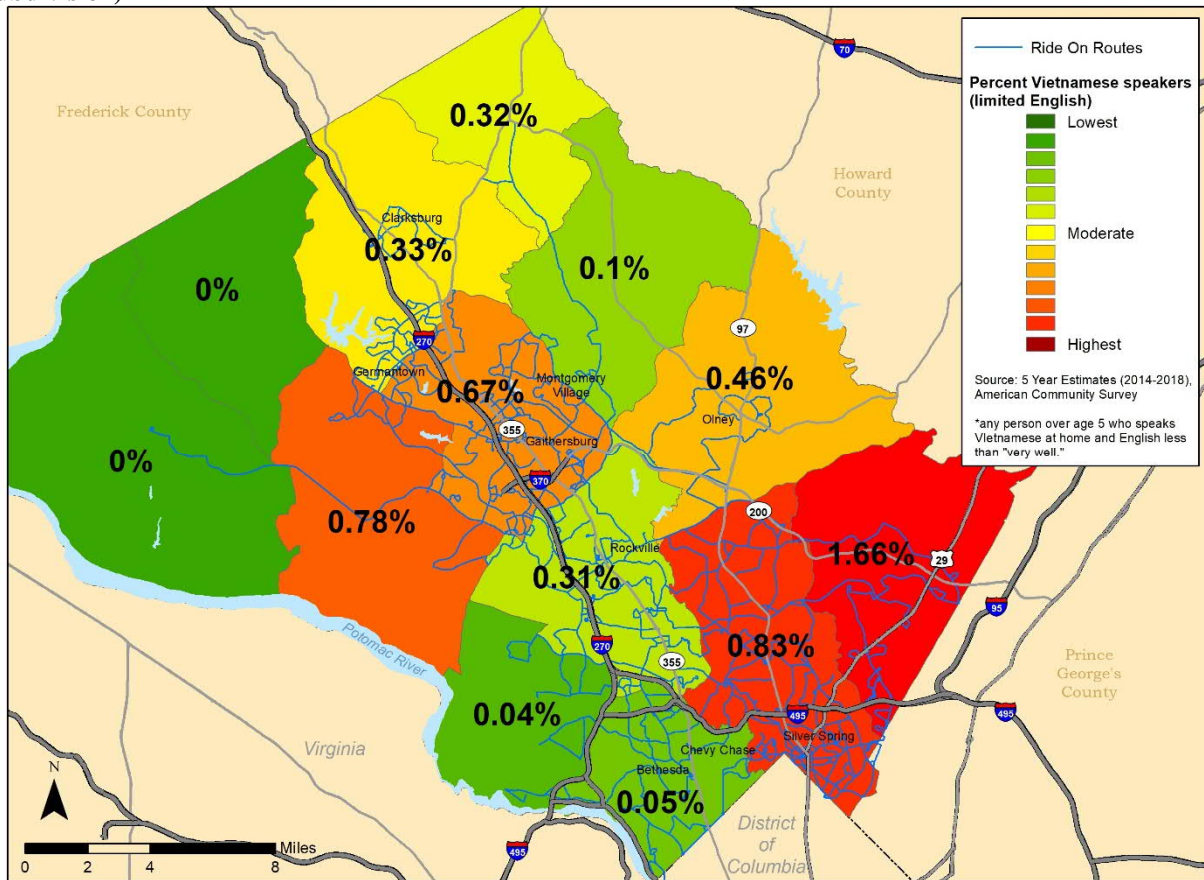 Frederick County
Howard
County
Prince
George's
County
Virginia
District
of
Columbia
Potomac River
70
0.32%
Clarksburg
0.33%
0.1%
0%
97
270
Germantown
0.67%
Montgomery
Village
0.46%
Olney
355
Gaithersburg
0%
370
0.78%
200
Rockville
0.31%
1.66%
29
95
270
355
0.83%
0.04%
495
495
Silver Spring
Chevy Chase
Bethesda
0.05%
495
N
Miles
0 2 4 8
Ride On Routes
Percent Vietnamese speakers
(limited English)
Lowest
Moderate
Highest
Source: 5 Year Estimates (2014-2018),
American Community Survey
*any person over age 5 who speaks
VIetnamese at home and English less
than "very well."